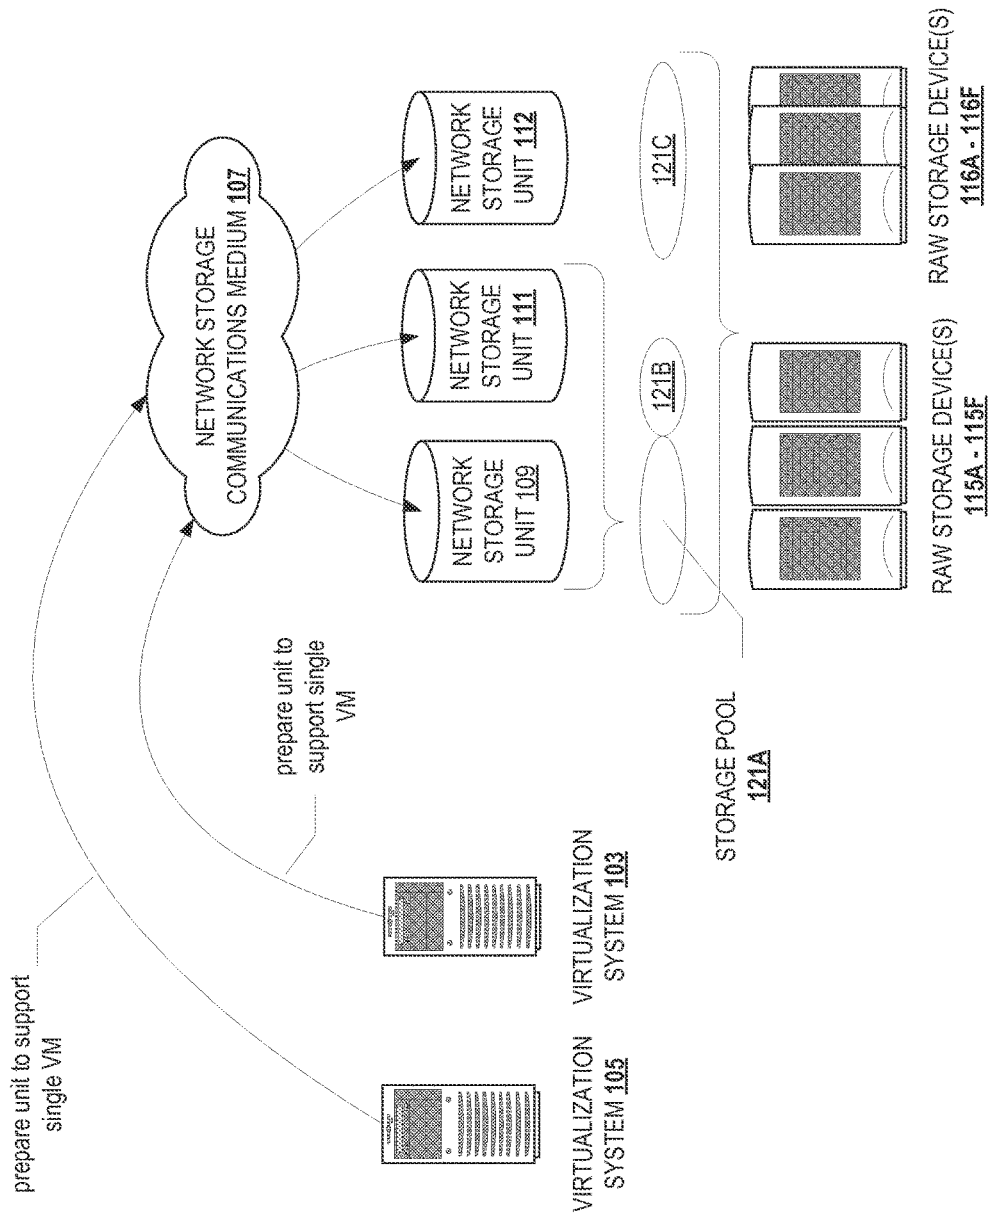 prepare unit to support
single VM
prepare unit to
support single
VM
VIRTUALIZATION
SYSTEM 105
VIRTUALIZATION
SYSTEM 103
NETWORK STORAGE
COMMUNICATIONS MEDIUM 107
NETWORK
STORAGE
UNIT 109
NETWORK
STORAGE
UNIT 111
NETWORK
STORAGE
UNIT 112
121B
121C
STORAGE POOL
121A
RAW STORAGE DEVICE(S)
115A - 115F
RAW STORAGE DEVICE(S)
116A - 116F